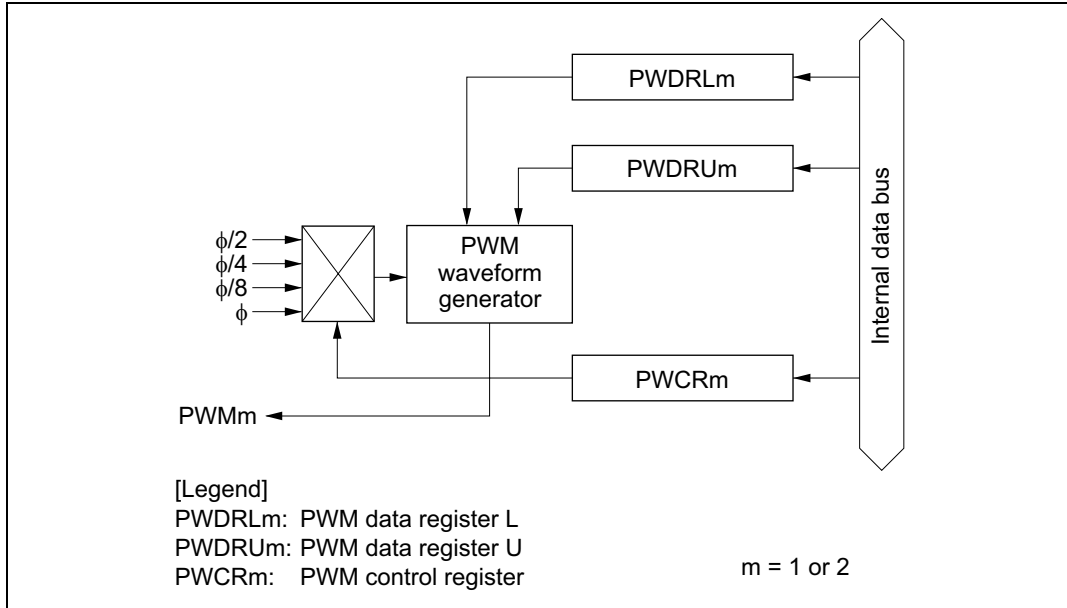 PWDRLm
PWDRUm
Internal data bus
ϕ/2
ϕ/4
ϕ/8
ϕ
PWM
waveform
generator
PWCRm
PWMm
[Legend]
PWDRLm: PWM data register L
PWDRUm: PWM data register U
PWCRm: PWM control register
m = 1 or 2